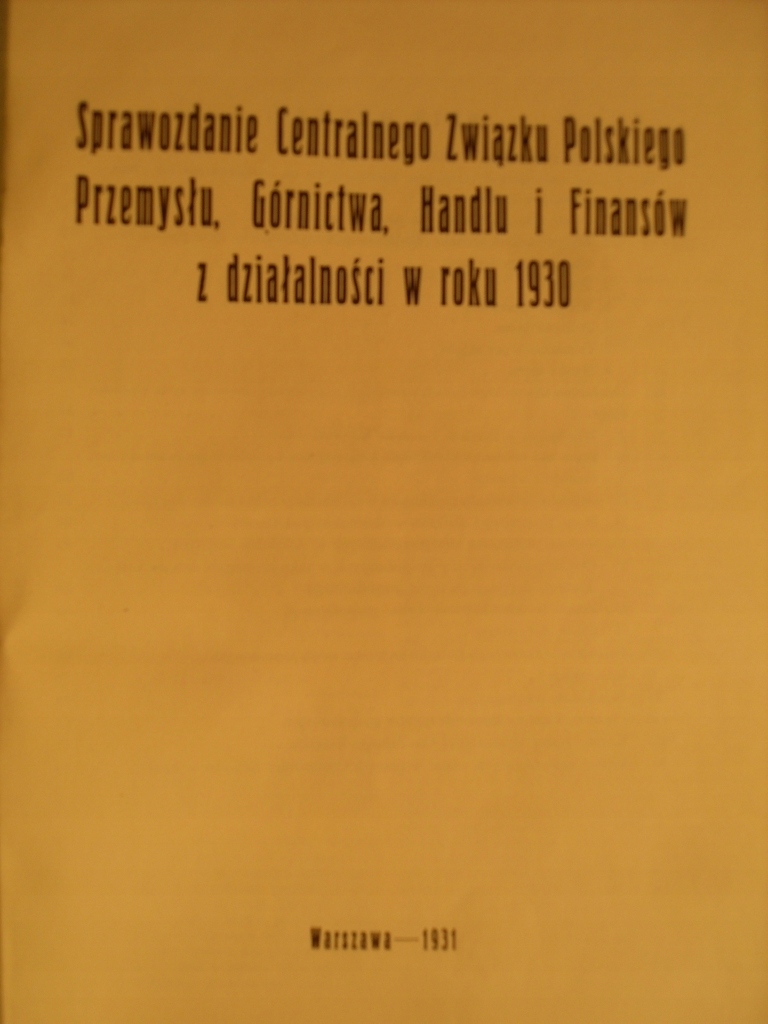 Sprawozdanie Centralnego Związku Polskiego
Przemysłu, Górnictwa, Handlu i Finansów
z działalności w roku 1930
Warszawa—1931